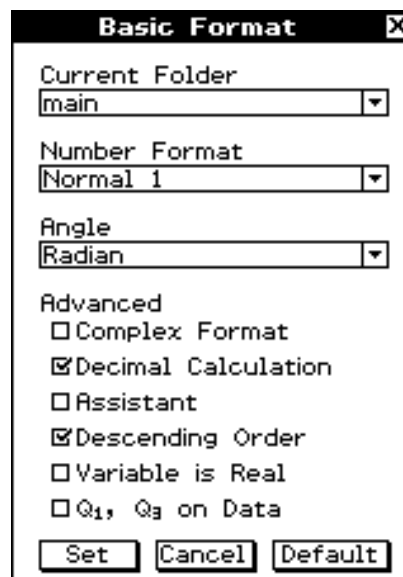 Basic Format X
Current Folder
main
Number Format
Normal 1
Angle
Radian
Advanced
Complex Format
Decimal Calculation
Assistant
Descending Order
Variable is Real
Q₁, Q₃ on Data
Set Cancel Default